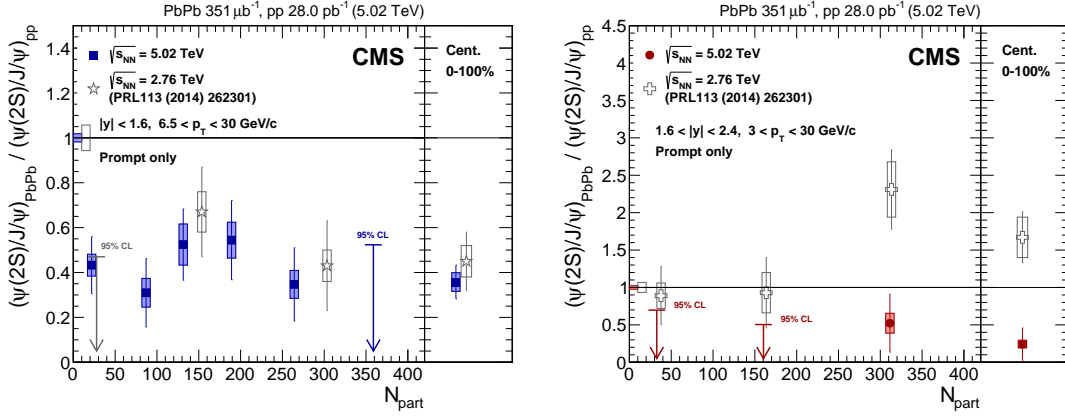 PbPb 351 μb⁻¹, pp 28.0 pb⁻¹ (5.02 TeV)
(ψ(2S)/J/ψ)PbPb / (ψ(2S)/J/ψ)pp
1.4
1.2
1
0.8
0.6
0.4
0.2
0
√sNN = 5.02 TeV
√sNN = 2.76 TeV
(PRL113 (2014) 262301)
|y| < 1.6, 6.5 < pT < 30 GeV/c
Prompt only
CMS
Cent.
0-100%
95% CL
95% CL
0 50 100 150 200 250 300 350 400
Npart
PbPb 351 μb⁻¹, pp 28.0 pb⁻¹ (5.02 TeV)
(ψ(2S)/J/ψ)PbPb / (ψ(2S)/J/ψ)pp
4.5
4
3.5
3
2.5
2
1.5
1
0.5
0
√sNN = 5.02 TeV
√sNN = 2.76 TeV
(PRL113 (2014) 262301)
1.6 < |y| < 2.4, 3 < pT < 30 GeV/c
Prompt only
CMS
Cent.
0-100%
95% CL
95% CL
0 50 100 150 200 250 300 350 400
Npart